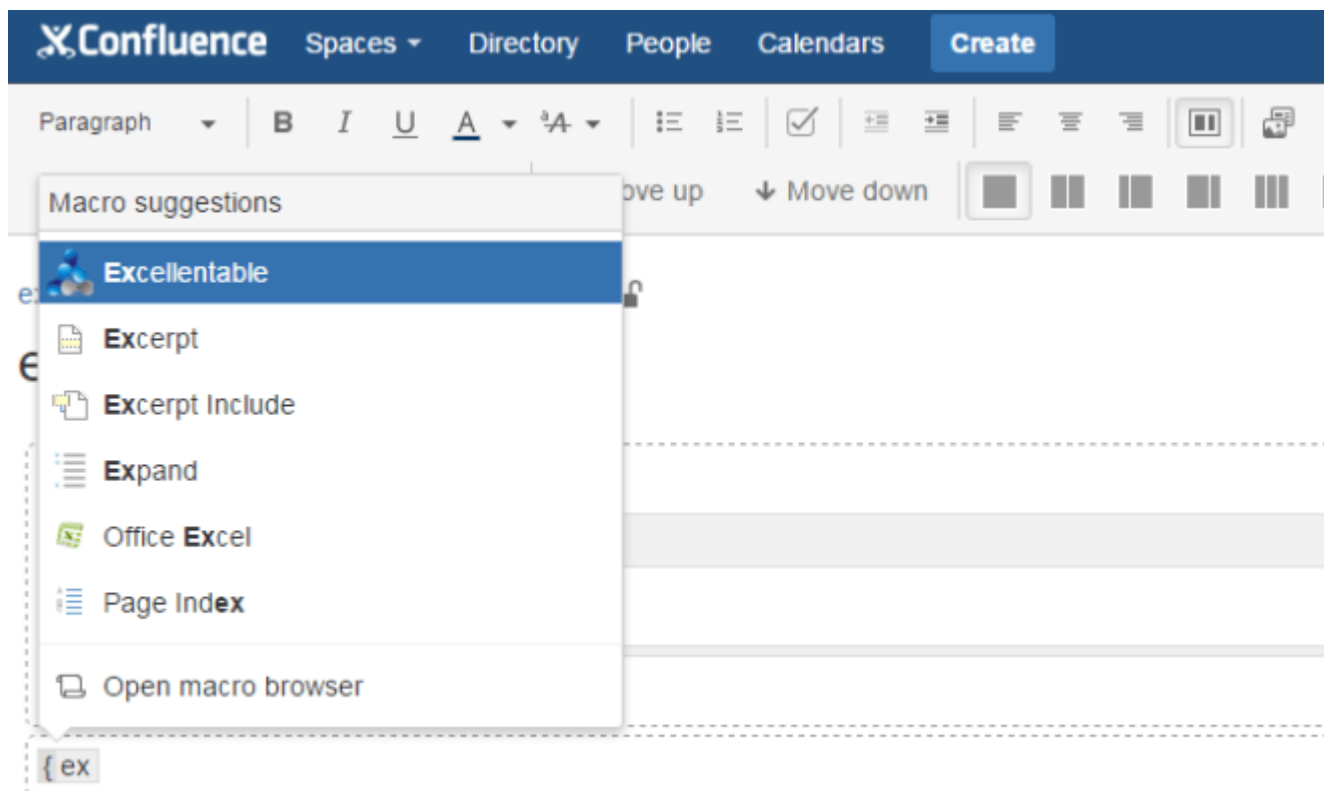 Confluence Spaces Directory People Calendars Create
Paragraph B I U A ᵃA
Macro suggestions
ove up Move down
Excellentable
Excerpt
Excerpt Include
Expand
Office Excel
Page Index
Open macro browser
{ ex